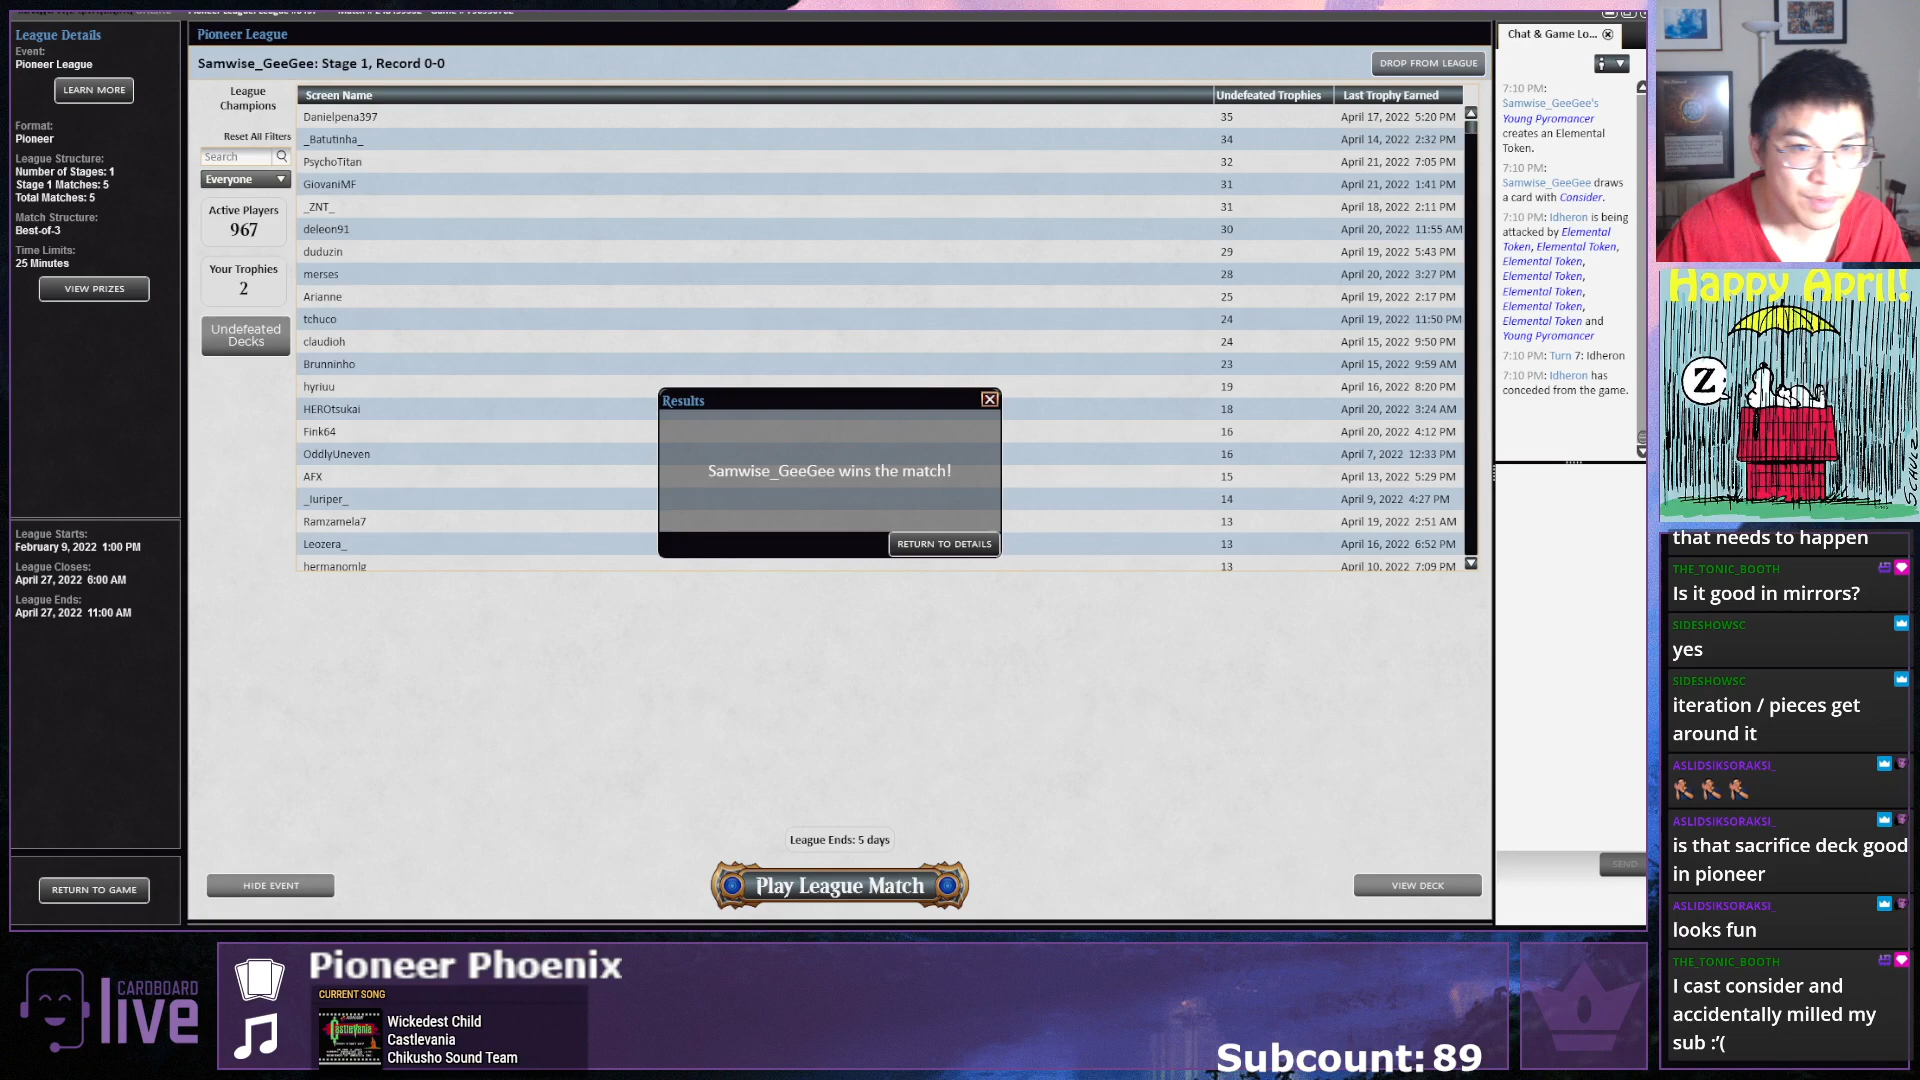 League Details
Event:
Pioneer League
LEARN MORE
Format:
Pioneer
League Structure:
Number of Stages: 1
Stage 1 Matches: 5
Total Matches: 5
Match Structure:
Best-of-3
Time Limits:
25 Minutes
VIEW PRIZES
League Starts:
February 9, 2022 1:00 PM
League Closes:
April 27, 2022 6:00 AM
League Ends:
April 27, 2022 11:00 AM
RETURN TO GAME
Pioneer League
Samwise_GeeGee: Stage 1, Record 0-0
DROP FROM LEAGUE
League
Champions
Reset All Filters
Search
Everyone
Active Players
967
Your Trophies
2
Undefeated
Decks
Screen Name Undefeated Trophies Last Trophy Earned
Danielpena397 35 April 17, 2022 5:20 PM
_Batutinha_ 34 April 14, 2022 2:32 PM
PsychoTitan 32 April 21, 2022 7:05 PM
GiovaniMF 31 April 21, 2022 1:41 PM
_ZNT_ 31 April 18, 2022 2:11 PM
deleon91 30 April 20, 2022 11:55 AM
duduzin 29 April 19, 2022 5:43 PM
merses 28 April 20, 2022 3:27 PM
Arianne 25 April 19, 2022 2:17 PM
tchuco 24 April 19, 2022 11:50 PM
claudioh 24 April 15, 2022 9:50 PM
Brunninho 23 April 15, 2022 9:59 AM
hyriuu 19 April 16, 2022 8:20 PM
HEROtsukai 18 April 20, 2022 3:24 AM
Fink64 16 April 20, 2022 4:12 PM
OddlyUneven 16 April 7, 2022 12:33 PM
AFX 15 April 13, 2022 5:29 PM
_Iuriper_ 14 April 9, 2022 4:27 PM
Ramzamela7 13 April 19, 2022 2:51 AM
Leozera_ 13 April 16, 2022 6:52 PM
hermanomlg 13 April 10, 2022 7:09 PM
Results
Samwise_GeeGee wins the match!
RETURN TO DETAILS
League Ends: 5 days
HIDE EVENT
Play League Match
VIEW DECK
Chat & Game Lo...
7:10 PM:
Samwise_GeeGee's
Young Pyromancer
creates an Elemental
Token.
7:10 PM:
Samwise_GeeGee draws
a card with Consider.
7:10 PM: Idheron is being
attacked by Elemental
Token, Elemental Token,
Elemental Token,
Elemental Token,
Elemental Token,
Elemental Token,
Elemental Token and
Young Pyromancer
7:10 PM: Turn 7: Idheron
7:10 PM: Idheron has
conceded from the game.
SEND
Happy April!
Z
SCHULZ
that needs to happen
THE_TONIC_BOOTH
Is it good in mirrors?
SIDESHOWSC
yes
SIDESHOWSC
iteration / pieces get
around it
ASLIDSIKSORAKSI_
ASLIDSIKSORAKSI_
is that sacrifice deck good
in pioneer
ASLIDSIKSORAKSI_
looks fun
THE_TONIC_BOOTH
I cast consider and
accidentally milled my
sub :'(
CARDBOARD
live
Pioneer Phoenix
CURRENT SONG
Castlevania
Wickedest Child
Castlevania
Chikusho Sound Team
Subcount: 89